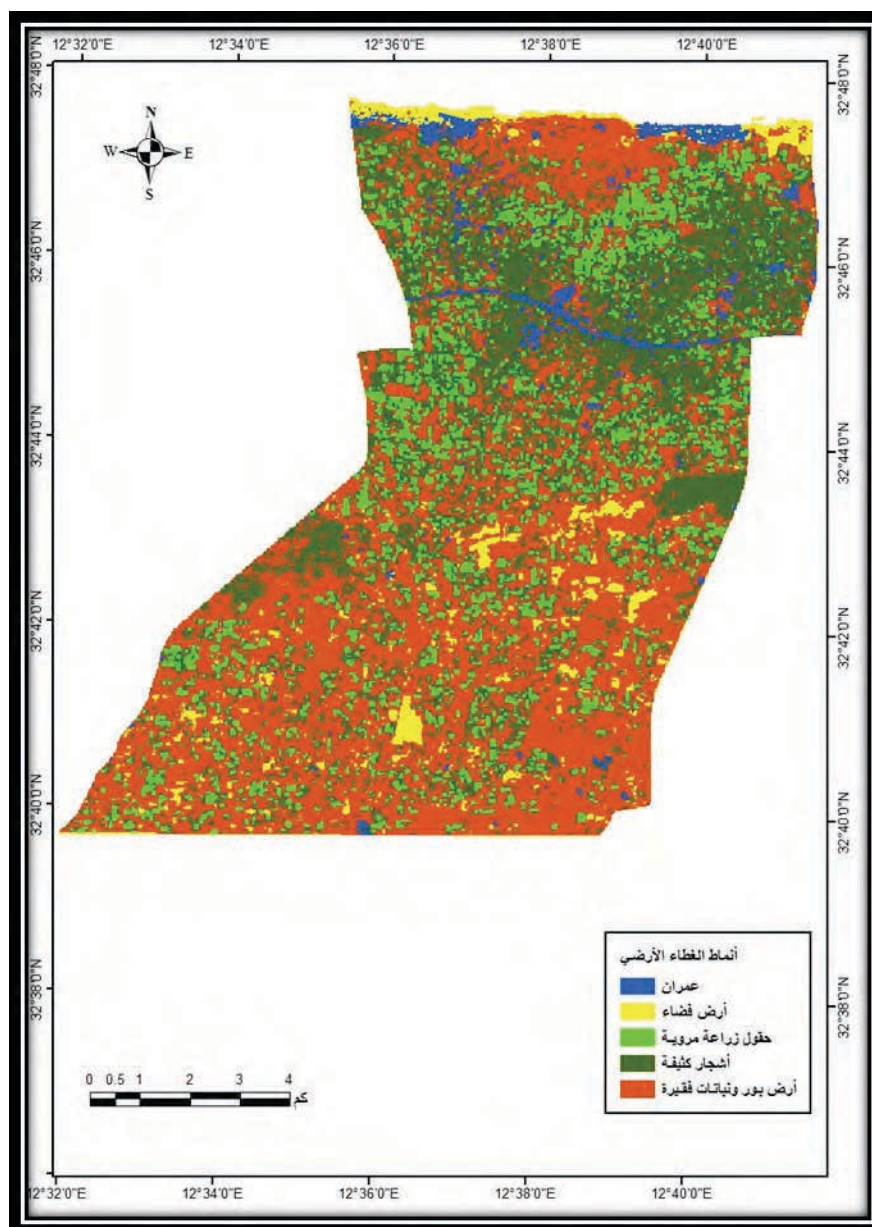 12°32'0"E 12°34'0"E 12°36'0"E 12°38'0"E 12°40'0"E
32°48'0"N
32°46'0"N
32°44'0"N
32°42'0"N
32°40'0"N
32°38'0"N
32°48'0"N
32°46'0"N
32°44'0"N
32°42'0"N
32°40'0"N
32°38'0"N
N
W E
S
أنماط الغطاء الأرضي
عمران
أرض فضاء
حقول زراعة مروية
أشجار كثيفة
أرض بور ونباتات فقيرة
0 0.5 1 2 3 4
كم
12°32'0"E 12°34'0"E 12°36'0"E 12°38'0"E 12°40'0"E